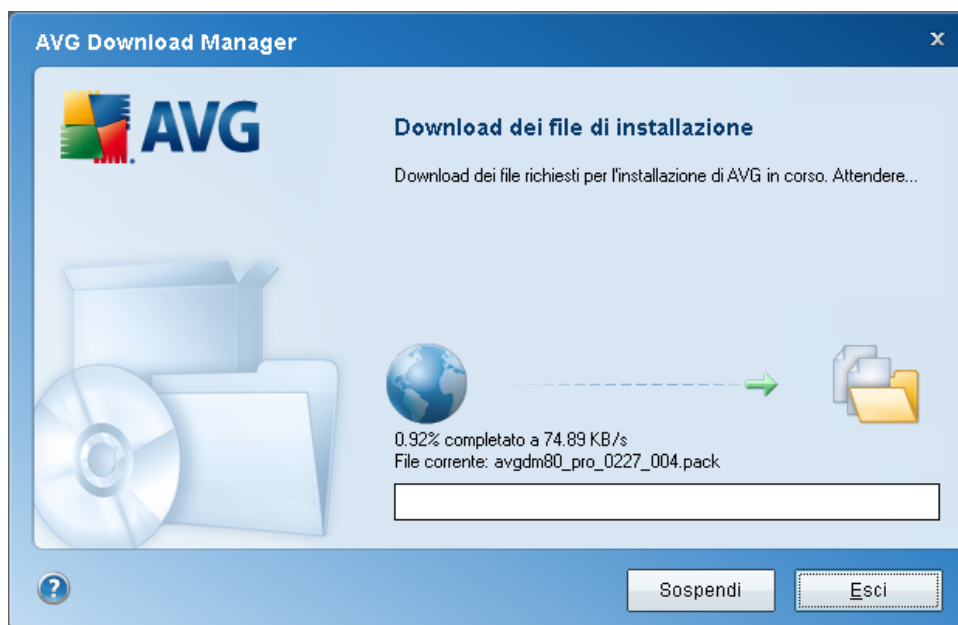 AVG Download Manager
x
AVG
Download dei file di installazione
Download dei file richiesti per l'installazione di AVG in corso. Attendere...
0.92% completato a 74.89 KB/s
File corrente: avgdm80_pro_0227_004.pack
?
Sospendi
Esci